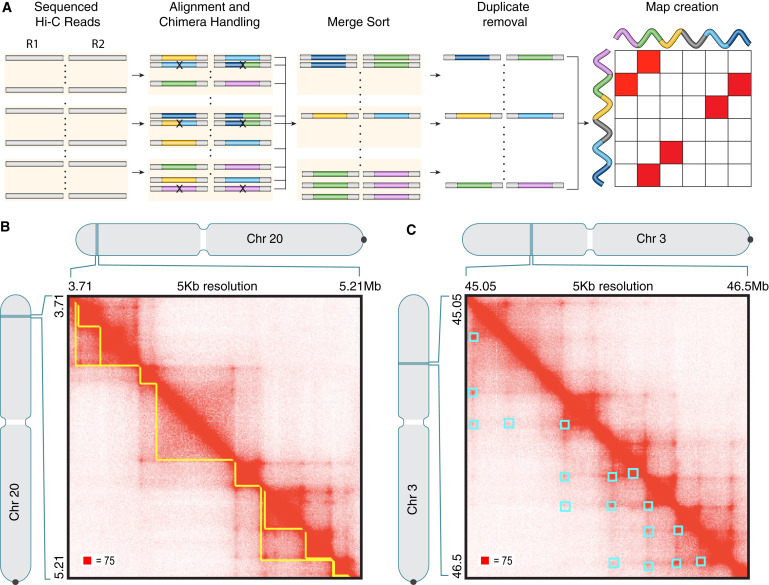 A
Sequenced
Hi-C Reads
Alignment and
Chimera Handling
Merge Sort
Duplicate
removal
Map creation
R1 R2
B
Chr 20
3.71 5Kb resolution 5.21Mb
3.71
Chr 20
5.21
= 75
C
Chr 3
45.05 5Kb resolution 46.5Mb
45.05
Chr 3
46.5
= 75